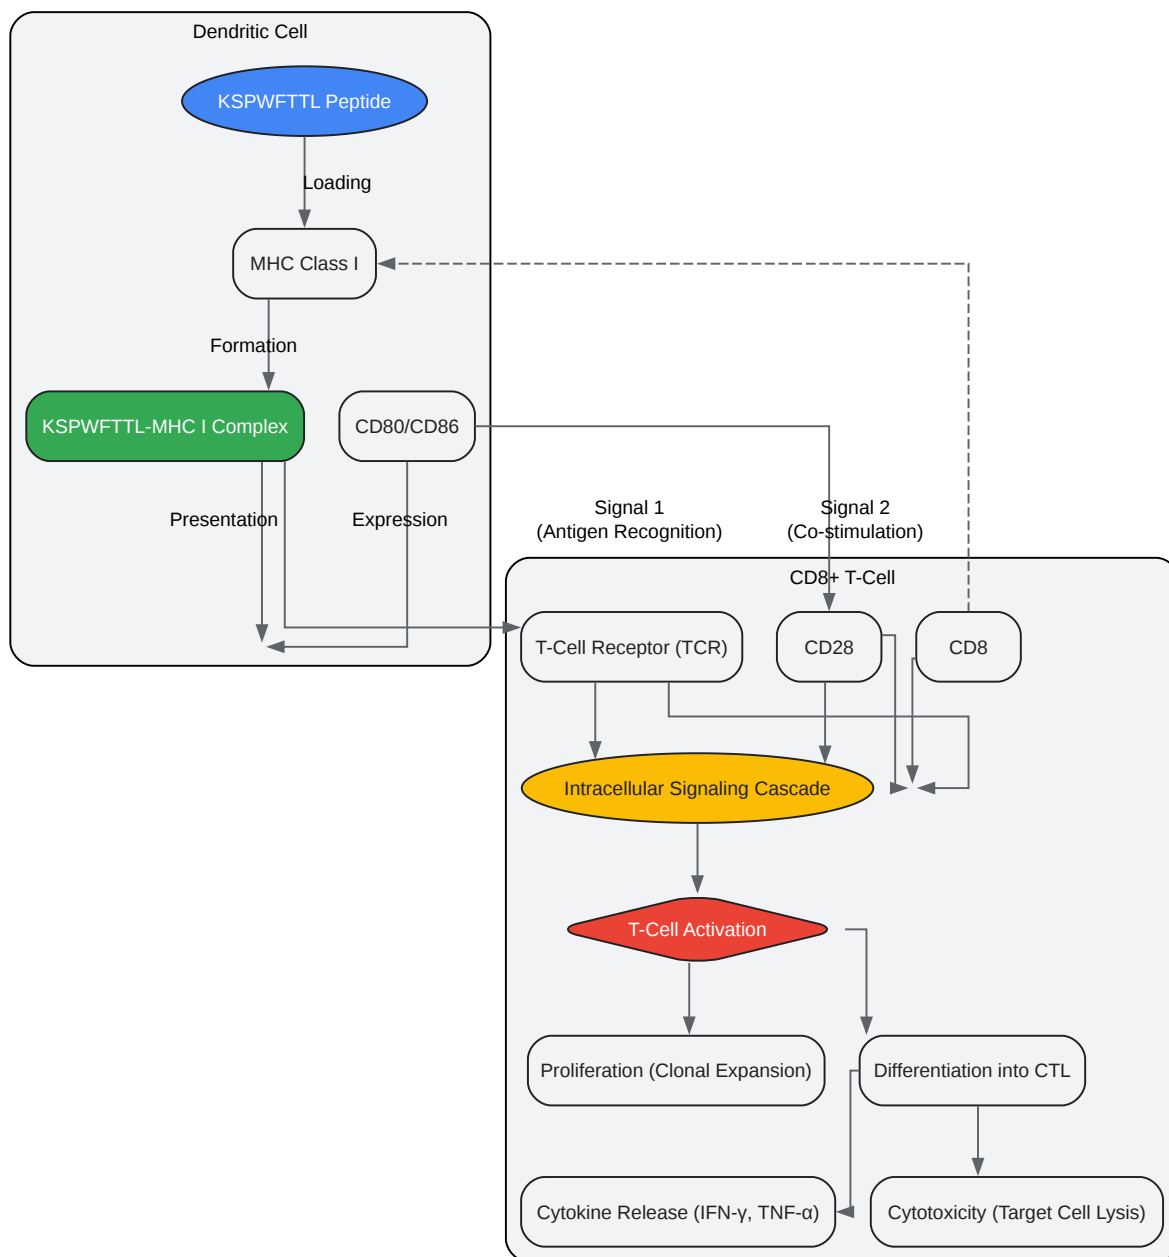 Dendritic Cell
KSPWFTTL Peptide
Loading
MHC Class I
Formation
KSPWFTTL-MHC I Complex
CD80/CD86
Presentation
Expression
Signal 1
(Antigen Recognition)
Signal 2
(Co-stimulation)
CD8+ T-Cell
T-Cell Receptor (TCR)
CD28
CD8
Intracellular Signaling Cascade
T-Cell Activation
Proliferation (Clonal Expansion)
Differentiation into CTL
Cytokine Release (IFN-γ, TNF-α)
Cytotoxicity (Target Cell Lysis)